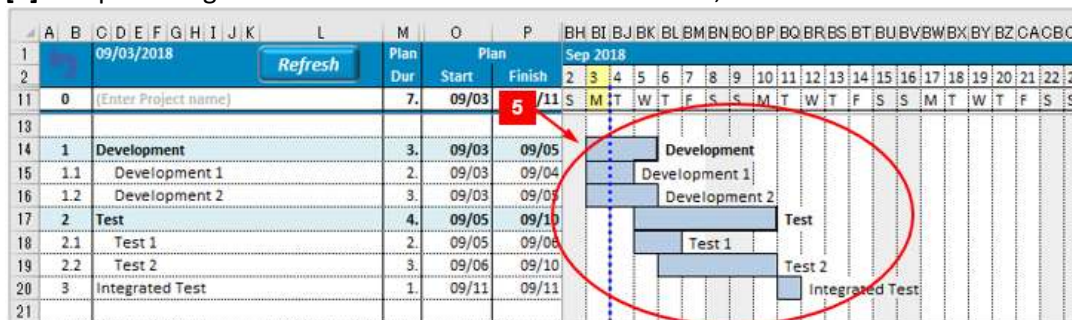 A B C D E F G H I J K L M O P BH BI BJ BK BL BM BN BO BP BQ BR BS BT BU BV BW BX BY BZ CA CB
1 09/03/2018 Refresh Plan Plan Sep 2018
2 Dur Start Finish 2 3 4 5 6 7 8 9 10 11 12 13 14 15 16 17 18 19 20 21 22
11 0 (Enter Project name) 7. 09/03 /11 S M T W T F S S M T W T F S S M T W T F S
13
5
14 1 Development 3. 09/03 09/05 Development
15 1.1 Development 1 2. 09/03 09/04 Development 1
16 1.2 Development 2 3. 09/03 09/05 Development 2
17 2 Test 4. 09/05 09/10 Test
18 2.1 Test 1 2. 09/05 09/06 Test 1
19 2.2 Test 2 3. 09/06 09/10 Test 2
20 3 Integrated Test 1. 09/11 09/11 Integrated Test
21